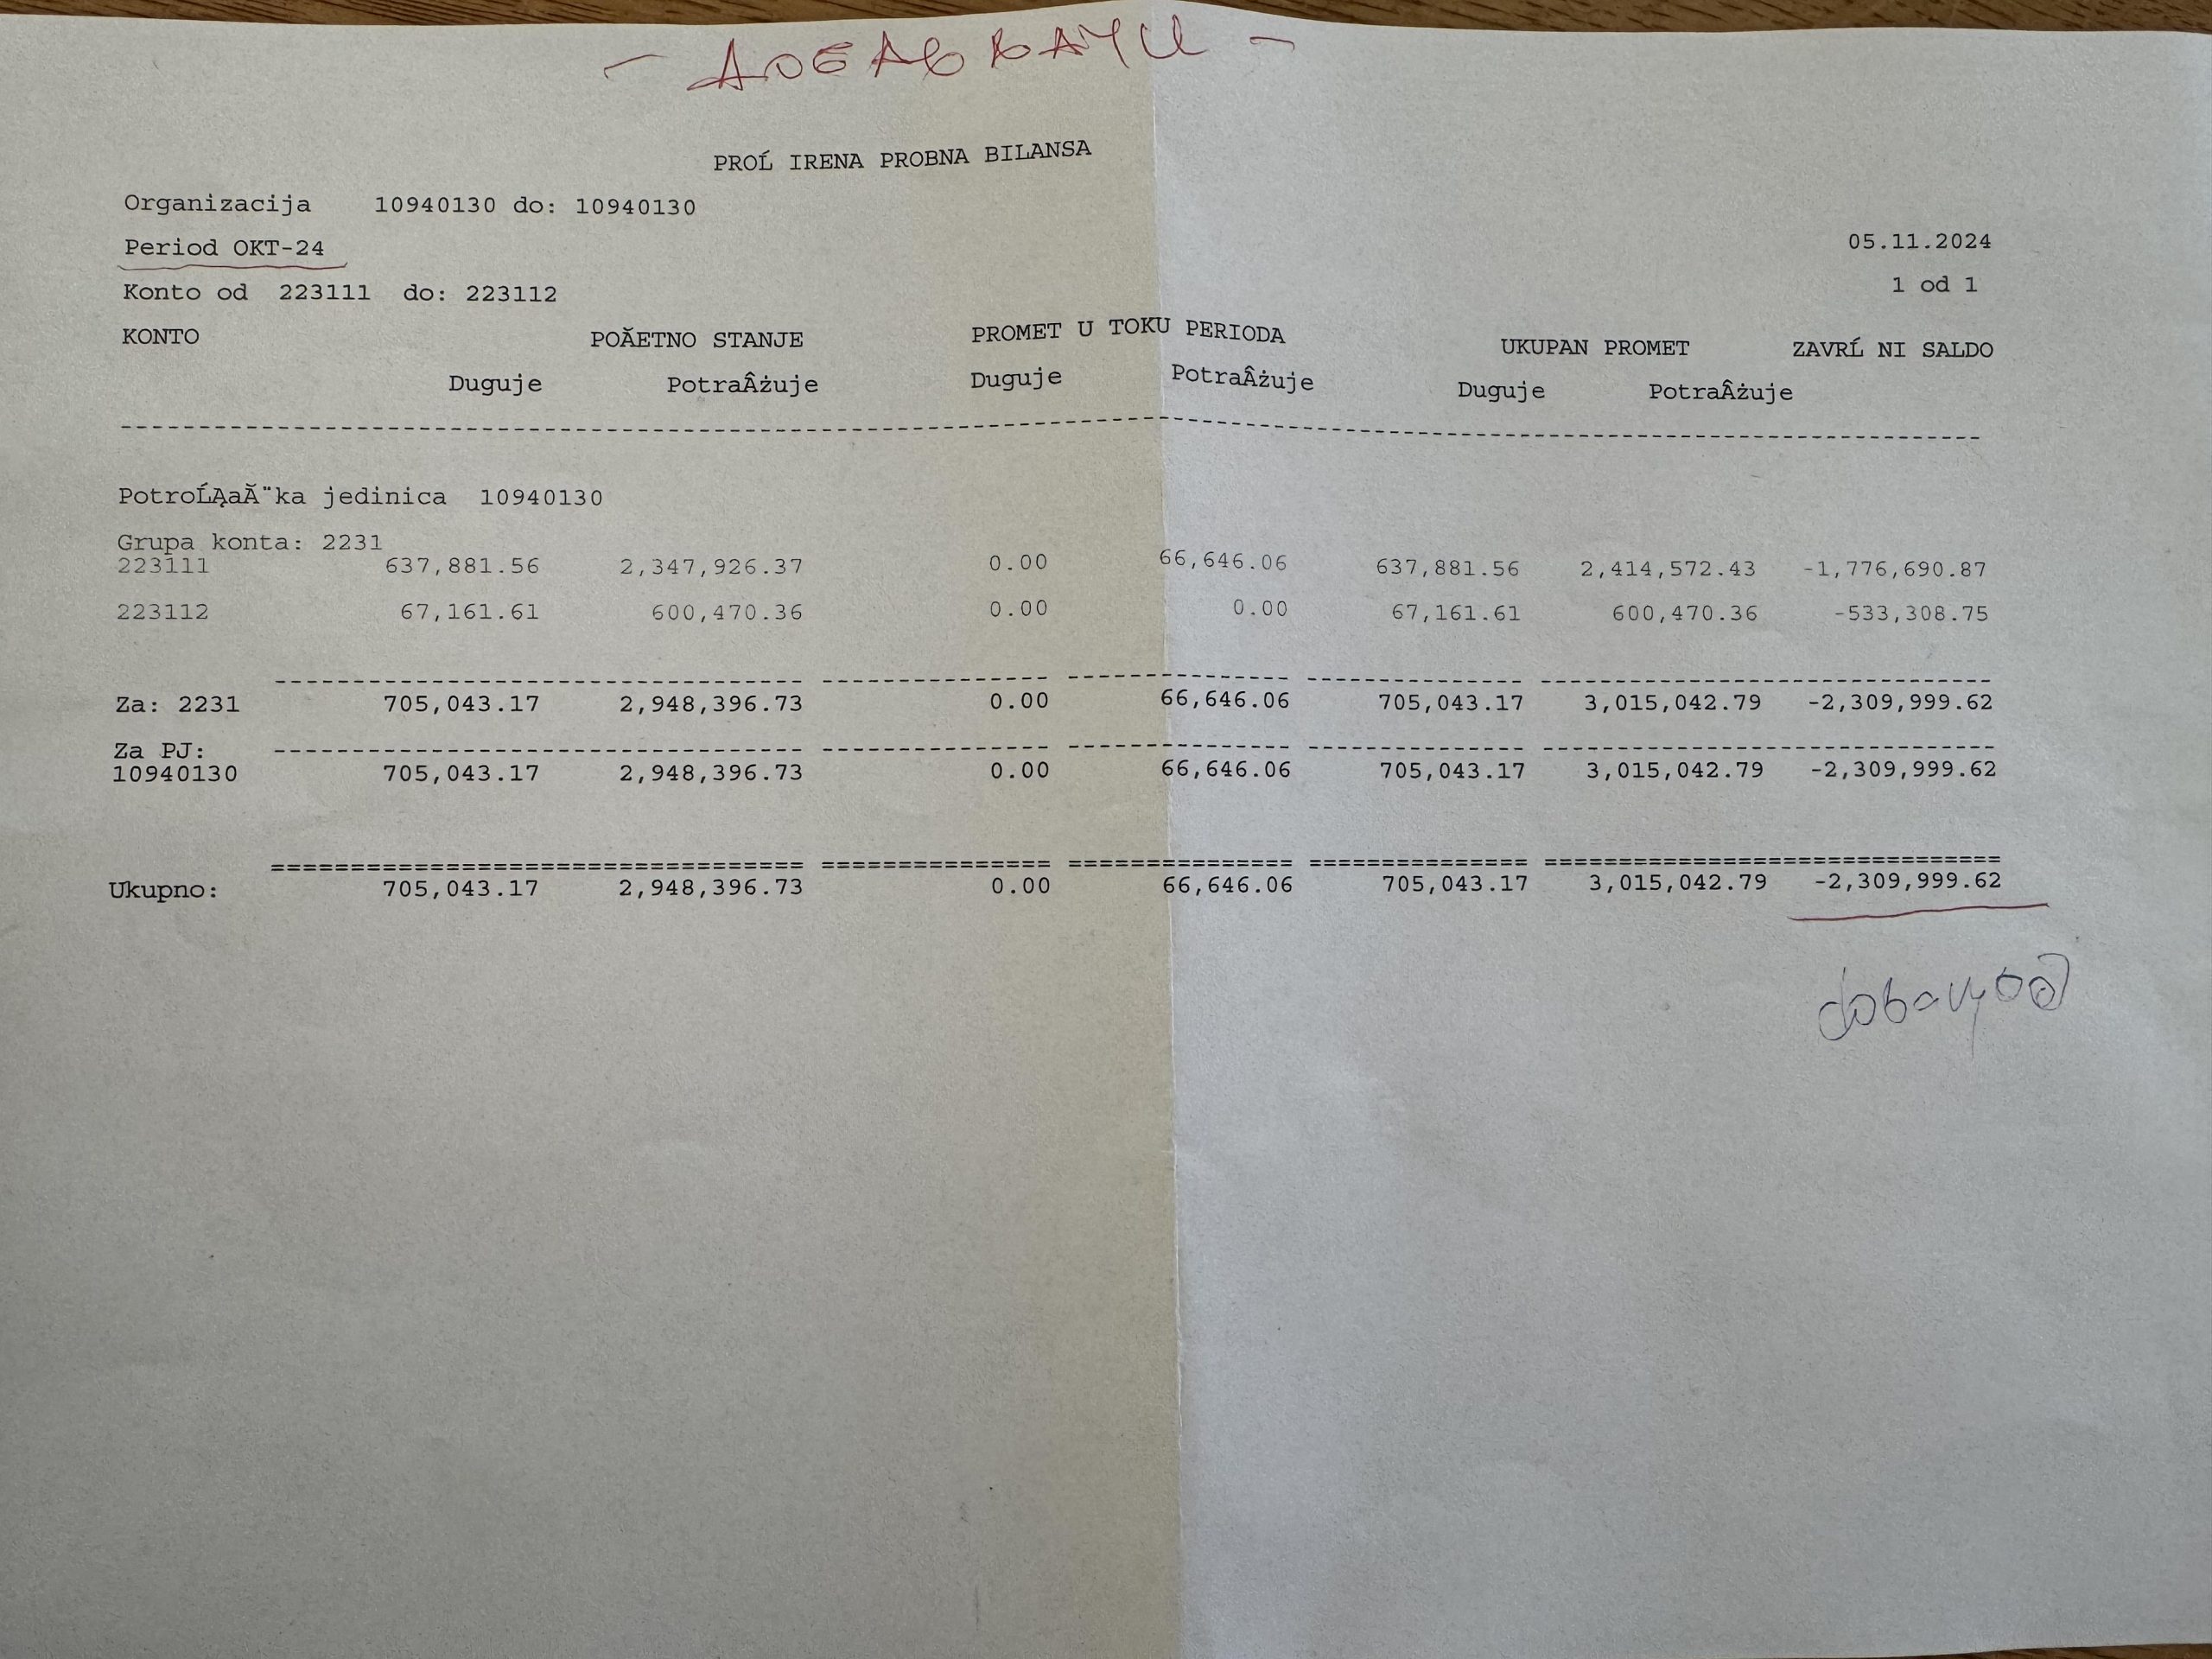 PROĹ IRENA PROBNA BILANSA
Organizacija 10940130 do: 10940130
Period OKT-24
05.11.2024
Konto od 223111 do: 223112
1 od 1
KONTO POĂETNO STANJE PROMET U TOKU PERIODA UKUPAN PROMET ZAVRĹ NI SALDO
Duguje PotraÂżuje Duguje PotraÂżuje Duguje PotraÂżuje
PotroĹĄaĂ¨ka jedinica 10940130
Grupa konta: 2231
223111 637,881.56 2,347,926.37 0.00 66,646.06 637,881.56 2,414,572.43 -1,776,690.87
223112 67,161.61 600,470.36 0.00 0.00 67,161.61 600,470.36 -533,308.75
Za: 2231 705,043.17 2,948,396.73 0.00 66,646.06 705,043.17 3,015,042.79 -2,309,999.62
Za PJ:
10940130 705,043.17 2,948,396.73 0.00 66,646.06 705,043.17 3,015,042.79 -2,309,999.62
Ukupno: 705,043.17 2,948,396.73 0.00 66,646.06 705,043.17 3,015,042.79 -2,309,999.62